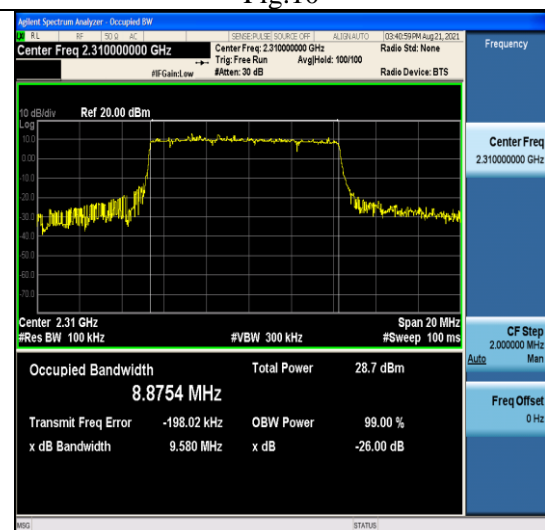 Fig.10
Agilent Spectrum Analyzer - Occupied BW
RL RF 50 Ω AC SENSE:PULSE SOURCE OFF ALIGNAUTO 03:40:59PM Aug 21, 2021
Center Freq 2.310000000 GHz
Center Freq: 2.310000000 GHz Radio Std: None
Trig: Free Run Avg|Hold: 100/100
#IFGain:Low #Atten: 30 dB Radio Device: BTS
Frequency
10 dB/div Ref 20.00 dBm
Log
10.0
0.00
-10.0
-20.0
-30.0
-40.0
-50.0
-60.0
-70.0
Center Freq
2.310000000 GHz
Center 2.31 GHz Span 20 MHz
#Res BW 100 kHz #VBW 300 kHz #Sweep 100 ms
CF Step
2.000000 MHz
Auto Man
Occupied Bandwidth Total Power 28.7 dBm
8.8754 MHz
Transmit Freq Error -198.02 kHz OBW Power 99.00 %
x dB Bandwidth 9.580 MHz x dB -26.00 dB
Freq Offset
0 Hz
MSG STATUS